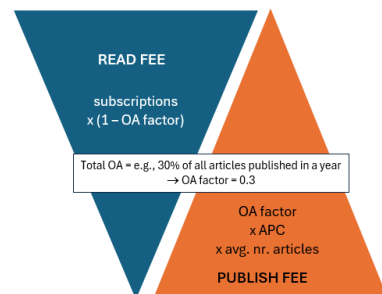 READ FEE
subscriptions
x (1 – OA factor)
Total OA = e.g., 30% of all articles published in a year
→ OA factor = 0.3
OA factor
x APC
x avg. nr. articles
PUBLISH FEE